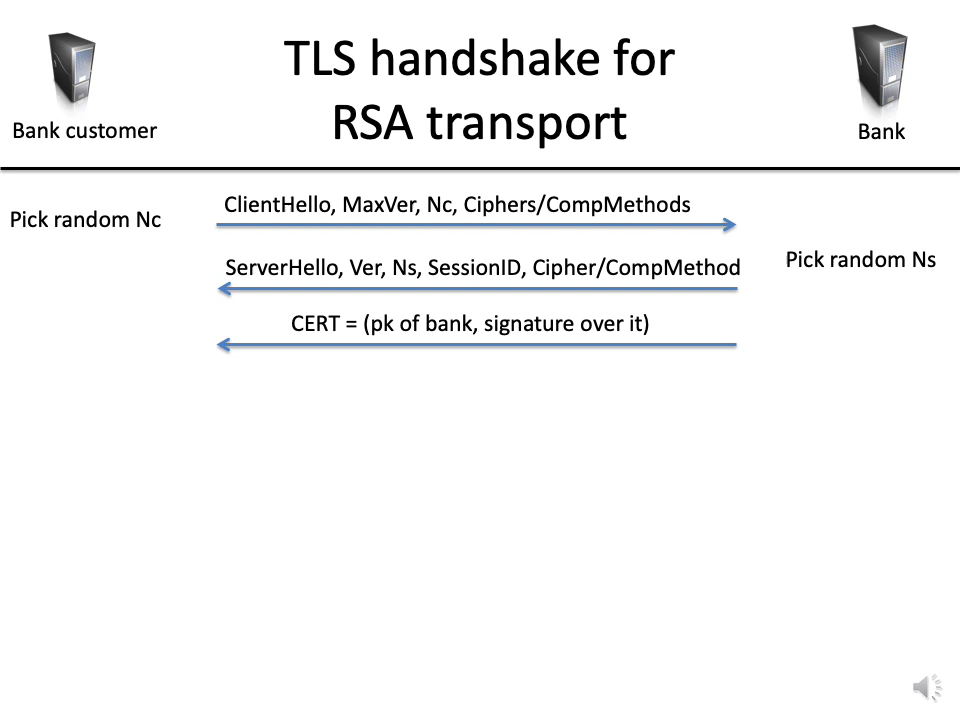 TLS handshake for
RSA transport
Bank customer
Bank
Pick random Nc
ClientHello, MaxVer, Nc, Ciphers/CompMethods
Pick random Ns
ServerHello, Ver, Ns, SessionID, Cipher/CompMethod
CERT = (pk of bank, signature over it)